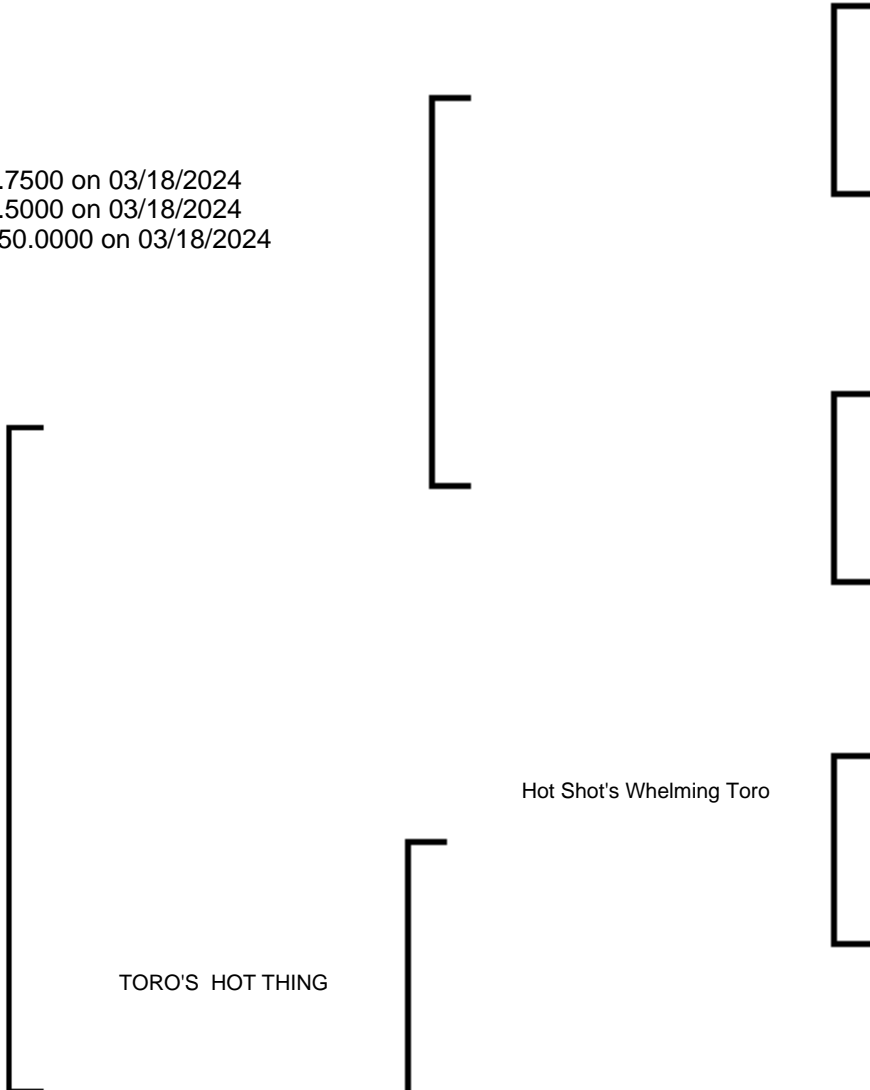 .7500 on 03/18/2024
.5000 on 03/18/2024
50.0000 on 03/18/2024
Hot Shot's Whelming Toro
TORO'S  HOT THING